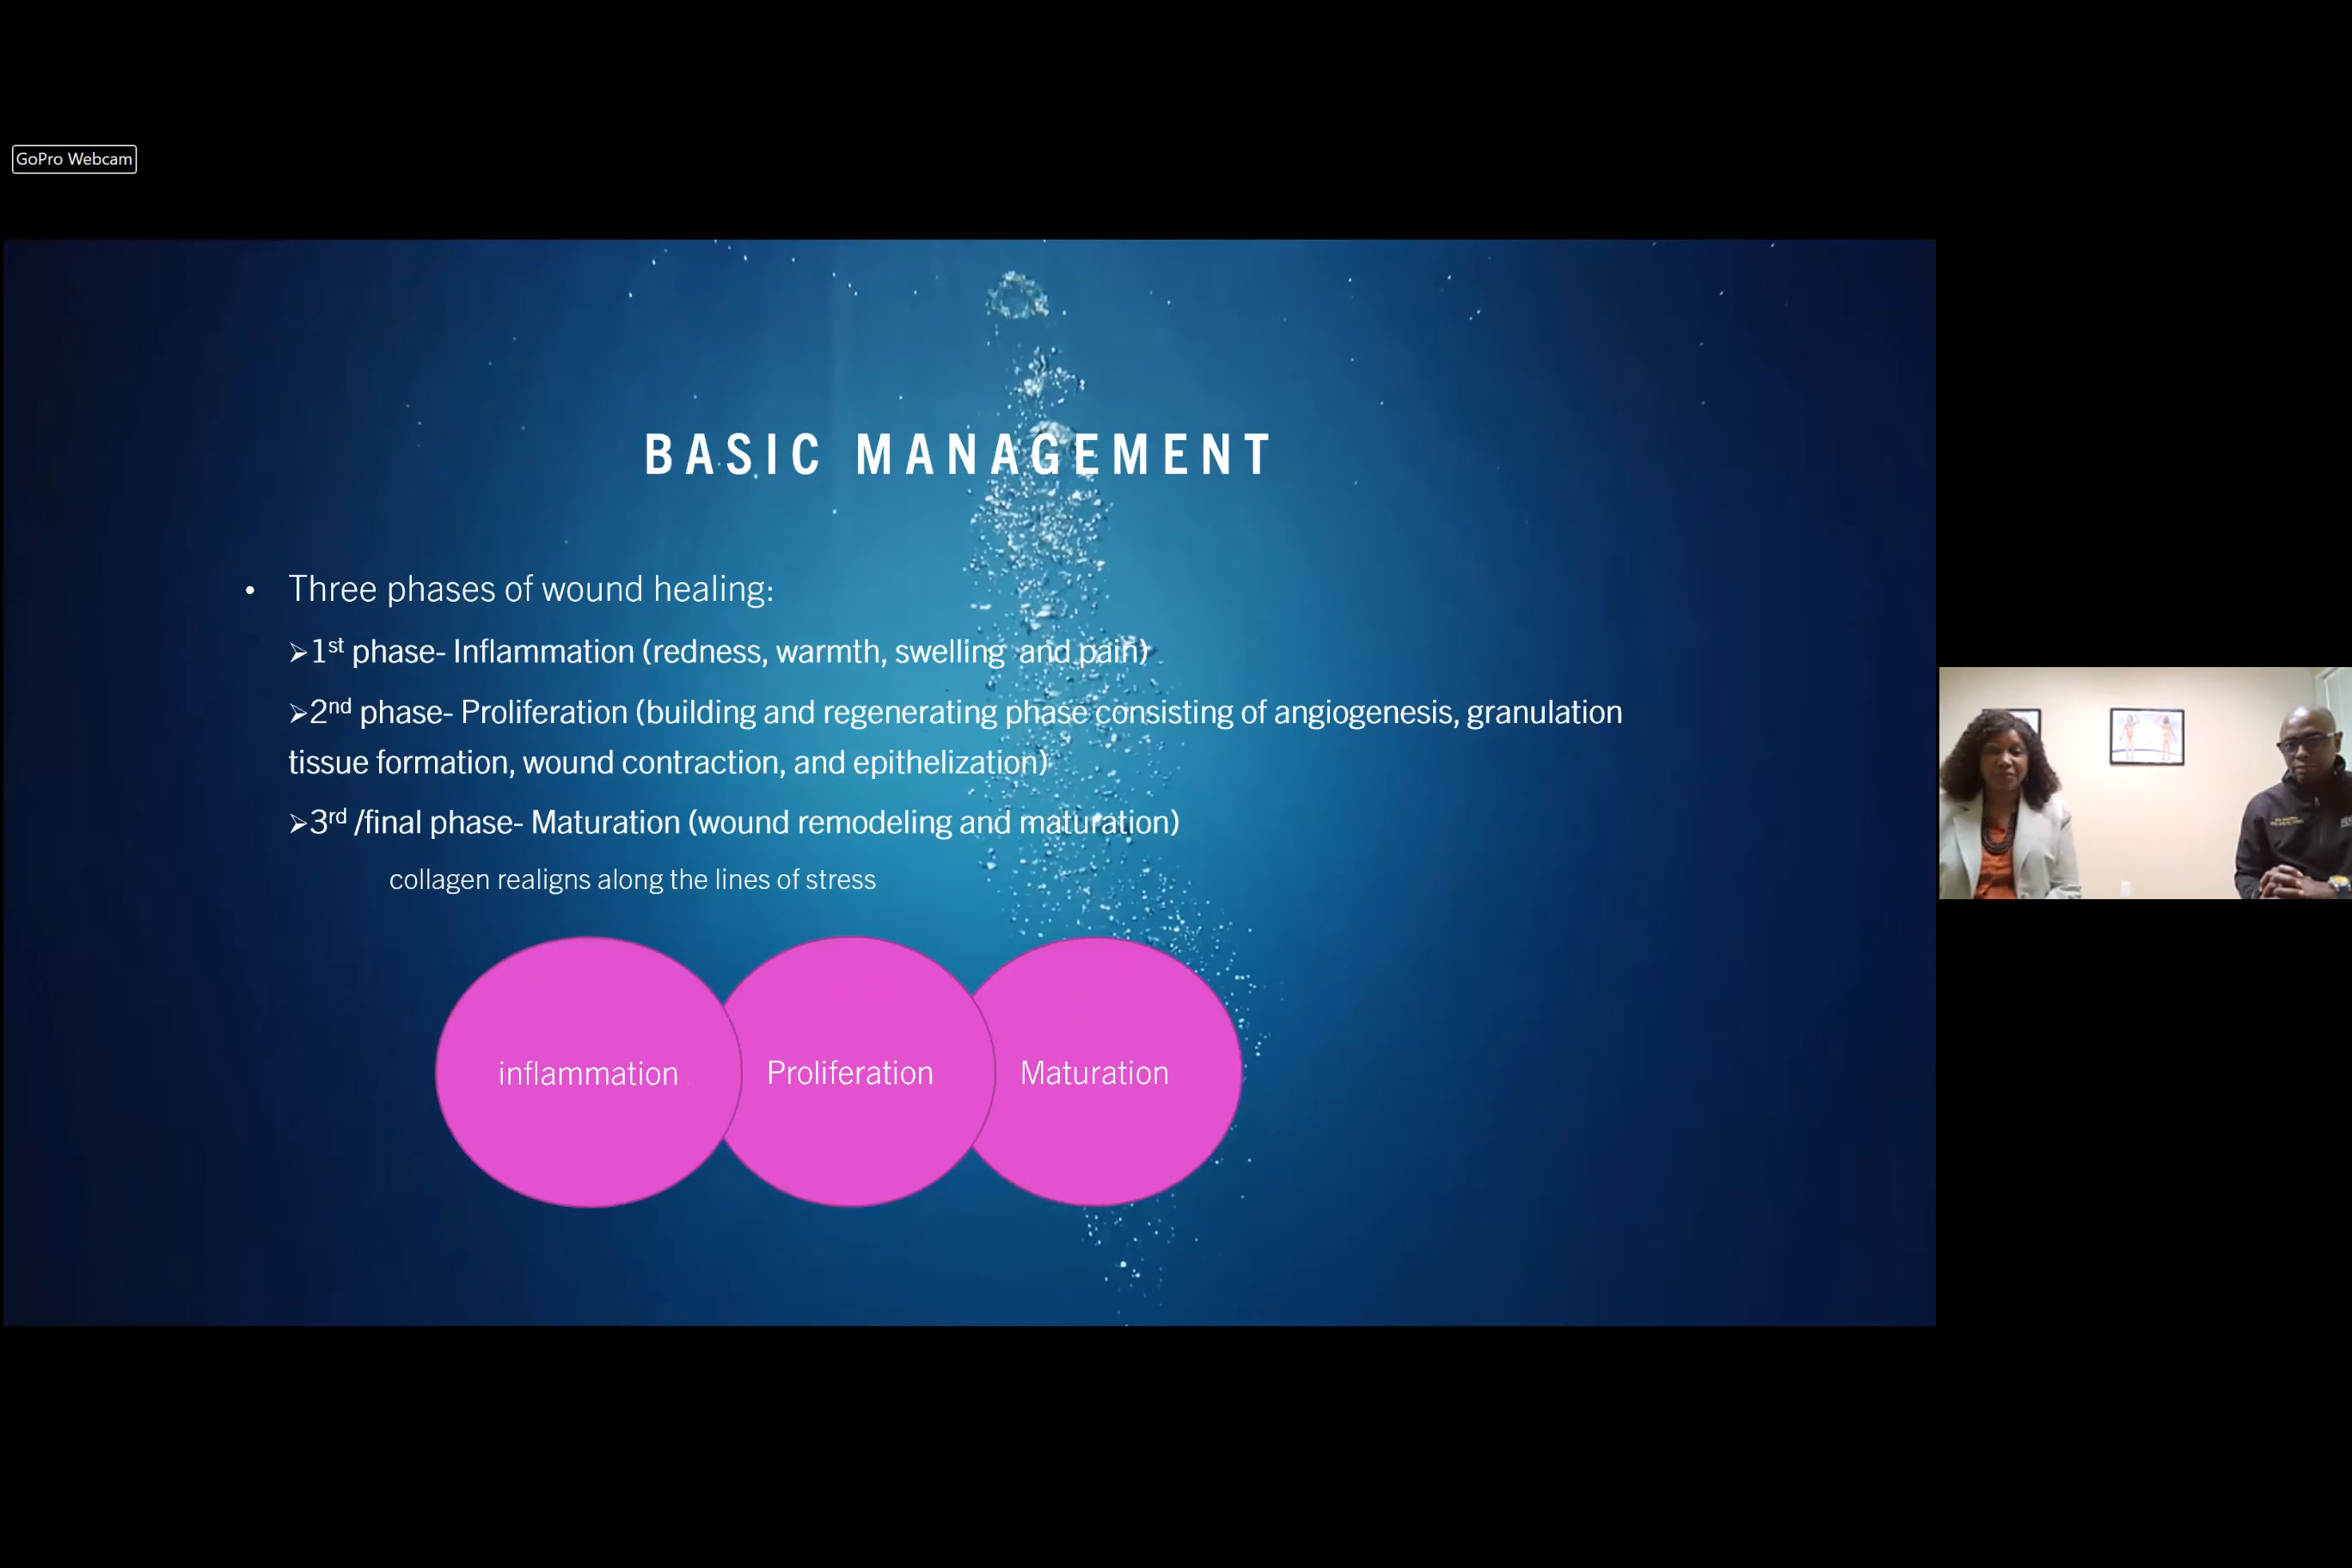 GoPro Webcam
BASIC MANAGEMENT
• Three phases of wound healing:
➢1st phase- Inflammation (redness, warmth, swelling and pain)
➢2nd phase- Proliferation (building and regenerating phase consisting of angiogenesis, granulation
tissue formation, wound contraction, and epithelization)
➢3rd /final phase- Maturation (wound remodeling and maturation)
collagen realigns along the lines of stress
inflammation
Proliferation
Maturation